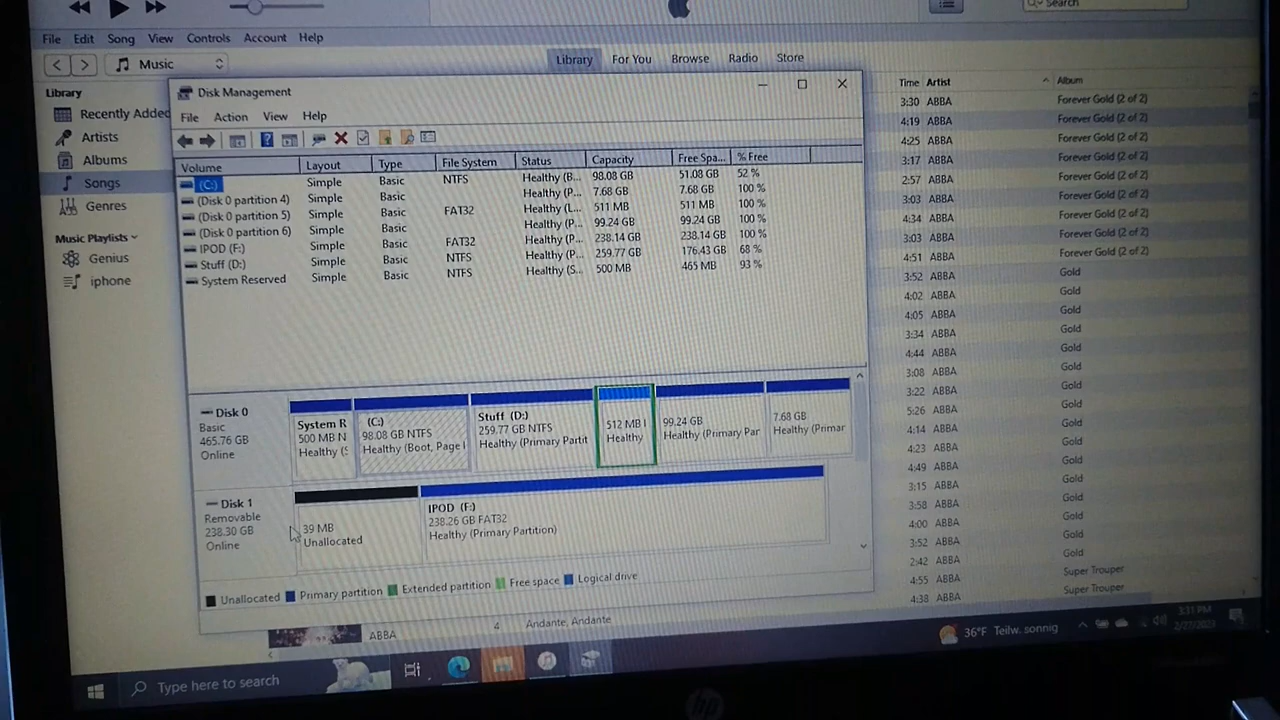 Search
File Edit Song View Controls Account Help
Music
Library For You Browse Radio Store
Library
Recently Added
Artists
Albums
Songs
Genres
Music Playlists
Genius
iphone
Disk Management
File Action View Help
Volume Layout Type File System Status Capacity Free Spa... % Free
(C:) Simple Basic NTFS Healthy (B... 98.08 GB 51.08 GB 52 %
(Disk 0 partition 4) Simple Basic Healthy (P... 7.68 GB 7.68 GB 100 %
(Disk 0 partition 5) Simple Basic FAT32 Healthy (L... 511 MB 511 MB 100 %
(Disk 0 partition 6) Simple Basic Healthy (P... 99.24 GB 99.24 GB 100 %
IPOD (F:) Simple Basic FAT32 Healthy (P... 238.14 GB 238.14 GB 100 %
Stuff (D:) Simple Basic NTFS Healthy (P... 259.77 GB 176.43 GB 68 %
System Reserved Simple Basic NTFS Healthy (S... 500 MB 465 MB 93 %
Disk 0
Basic
465.76 GB
Online
System R
500 MB N
Healthy (S
(C:)
98.08 GB NTFS
Healthy (Boot, Page
Stuff (D:)
259.77 GB NTFS
Healthy (Primary Partit
512 MB
Healthy
99.24 GB
Healthy (Primary Par
7.68 GB
Healthy (Primar
Disk 1
Removable
238.30 GB
Online
39 MB
Unallocated
IPOD (F:)
238.26 GB FAT32
Healthy (Primary Partition)
Unallocated Primary partition Extended partition Free space Logical drive
Time Artist Album
3:30 ABBA Forever Gold (2 of 2)
4:19 ABBA Forever Gold (2 of 2)
4:25 ABBA Forever Gold (2 of 2)
3:17 ABBA Forever Gold (2 of 2)
2:57 ABBA Forever Gold (2 of 2)
3:03 ABBA Forever Gold (2 of 2)
4:34 ABBA Forever Gold (2 of 2)
3:03 ABBA Forever Gold (2 of 2)
4:51 ABBA Forever Gold (2 of 2)
3:52 ABBA Gold
4:02 ABBA Gold
4:05 ABBA Gold
3:34 ABBA Gold
4:44 ABBA Gold
3:08 ABBA Gold
3:22 ABBA Gold
5:26 ABBA Gold
4:14 ABBA Gold
4:23 ABBA Gold
4:49 ABBA Gold
3:15 ABBA Gold
3:58 ABBA Gold
4:00 ABBA Gold
3:52 ABBA Gold
2:42 ABBA Gold
4:55 ABBA Super Trouper
4:38 ABBA Super Trouper
ABBA 4 Andante, Andante
Type here to search
36°F Teilw. sonnig
3:31 PM
2/27/2023
hp